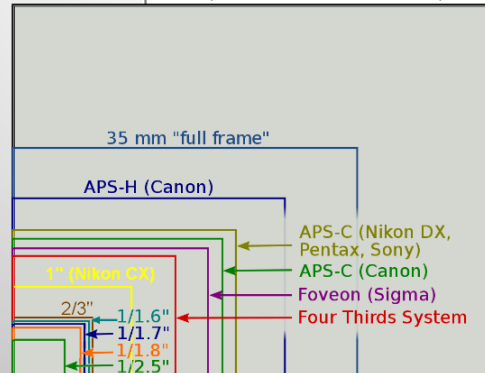 35 mm "full frame"
APS-H (Canon)
APS-C (Nikon DX,
Pentax, Sony)
APS-C (Canon)
1" (Nikon CX)
Foveon (Sigma)
2/3"
1/1.6"
Four Thirds System
1/1.7"
1/1.8"
1/2.5"